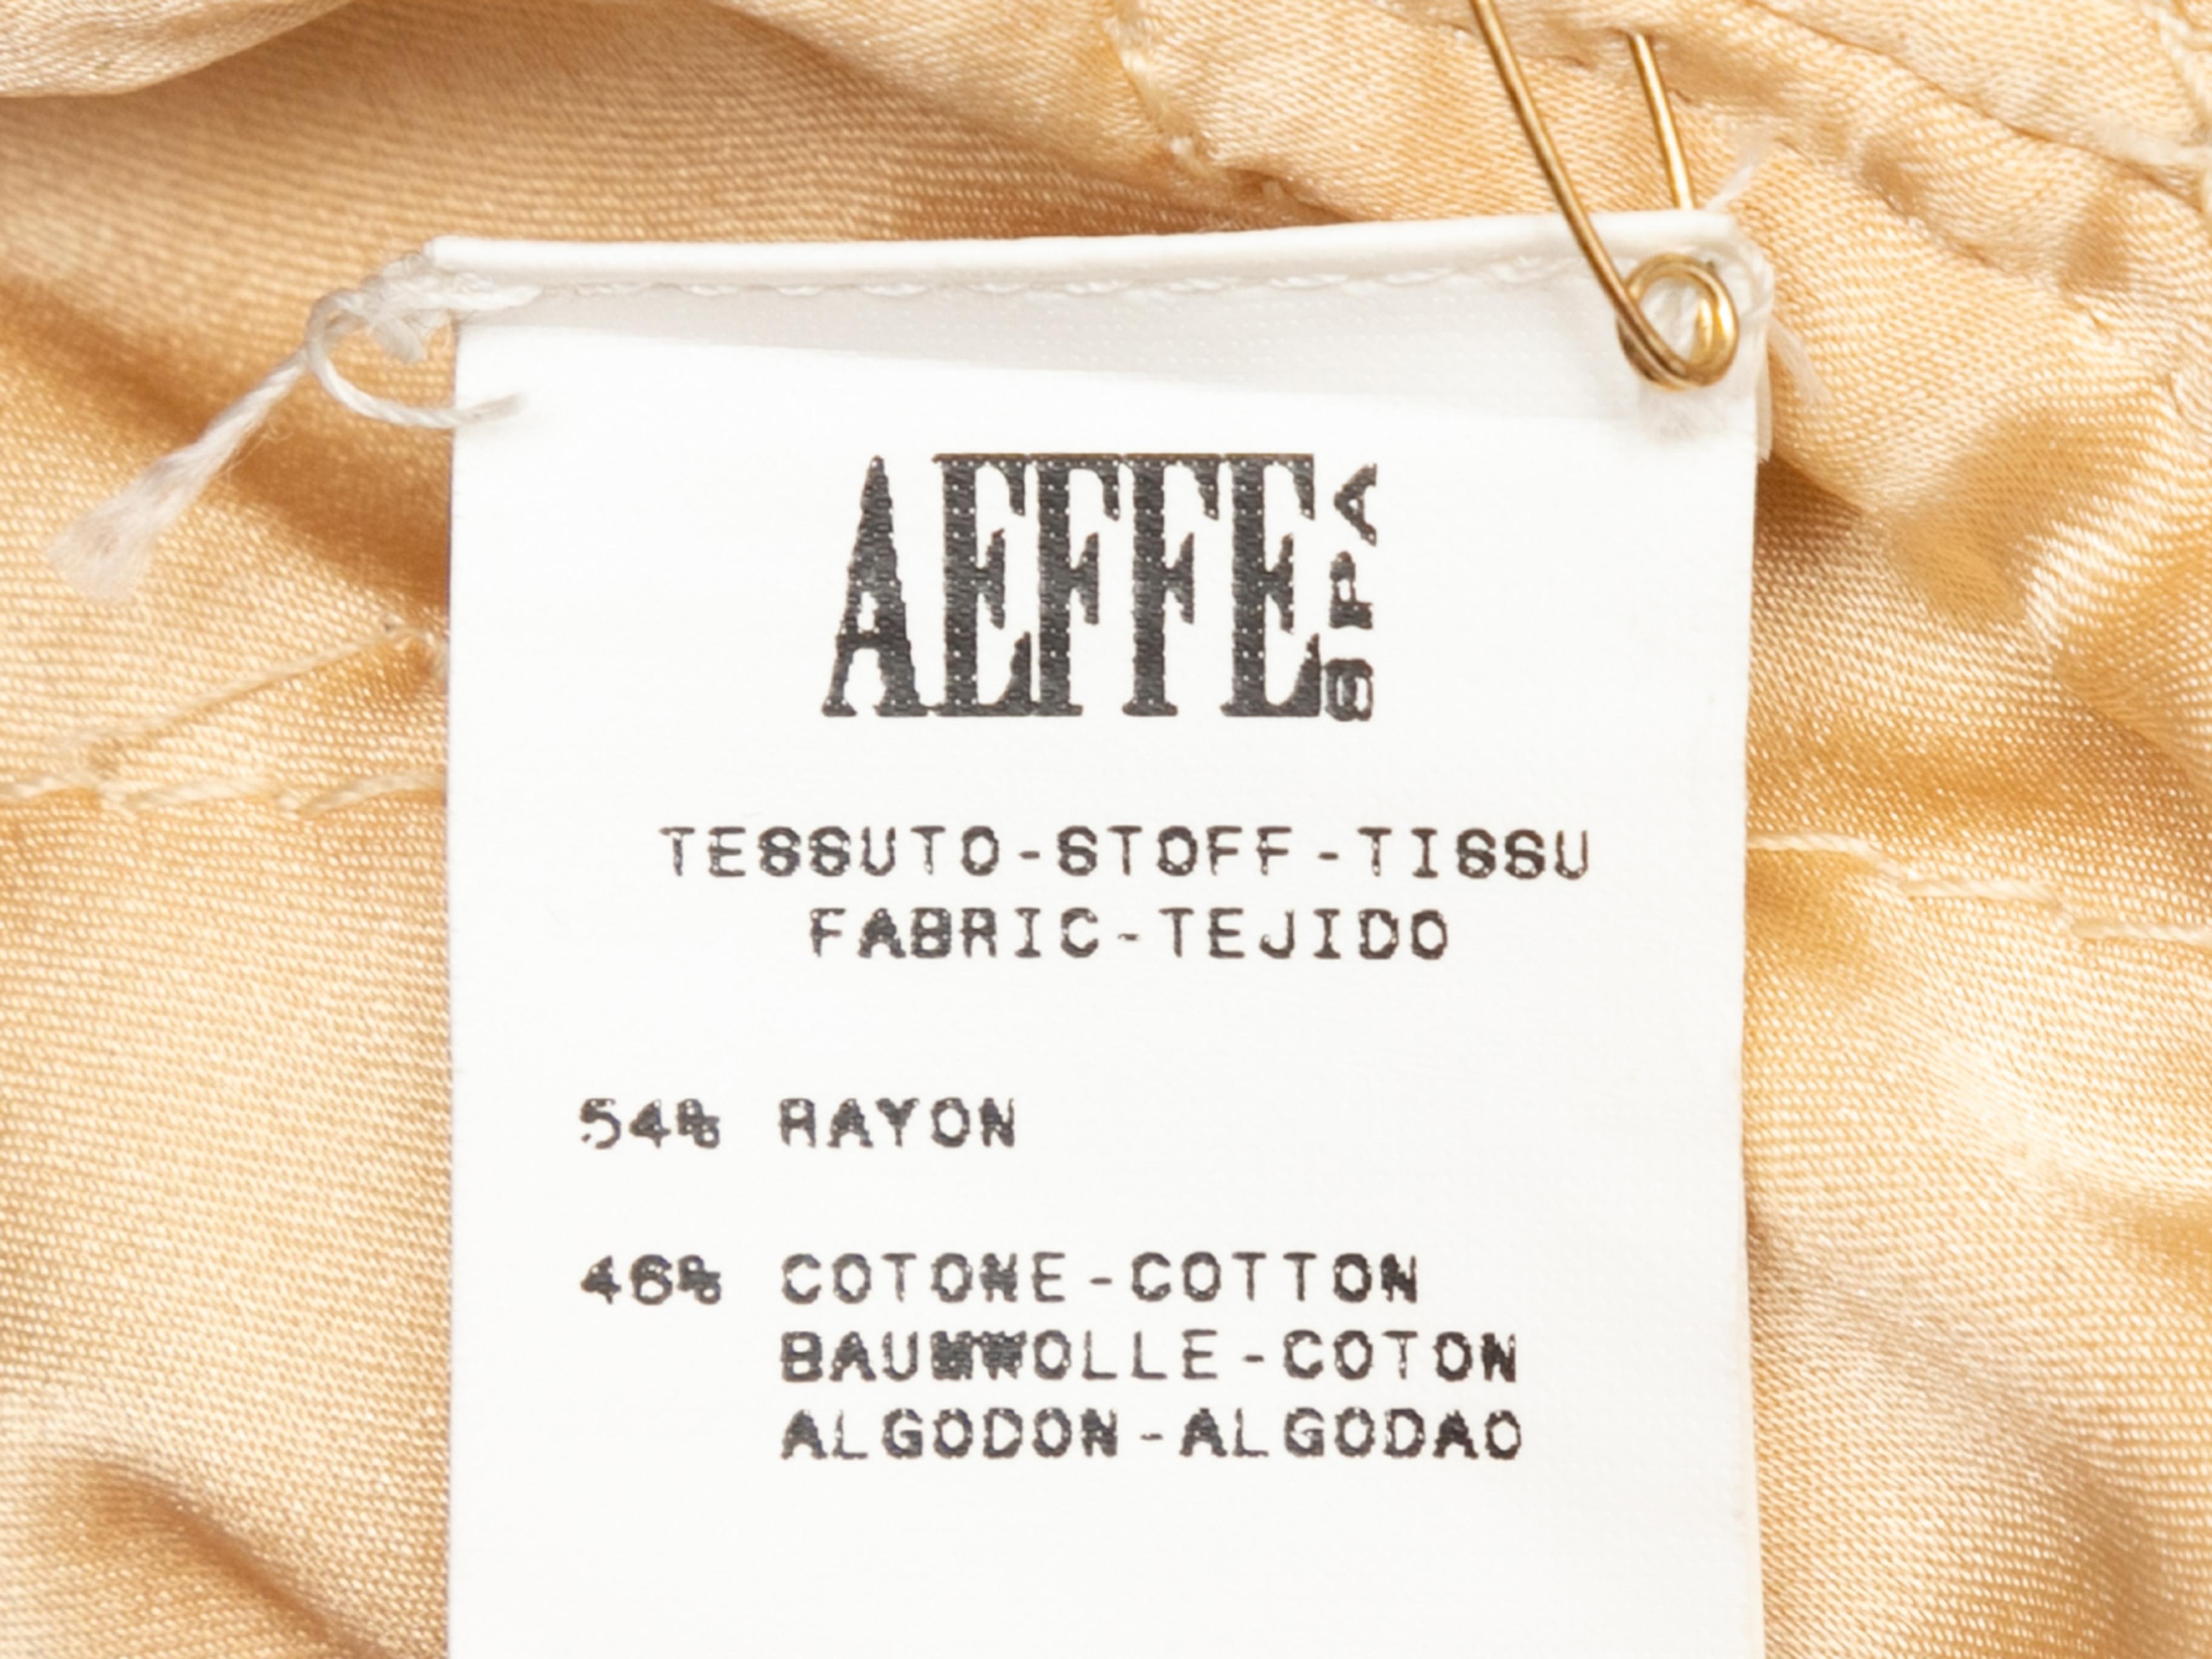 AEFFE SPA
TESSUTO-STOFF-TISSU
FABRIC-TEJIDO
54% RAYON
46% COTONE-COTTON
BAUMWOLLE-COTON
ALGODON-ALGODAO